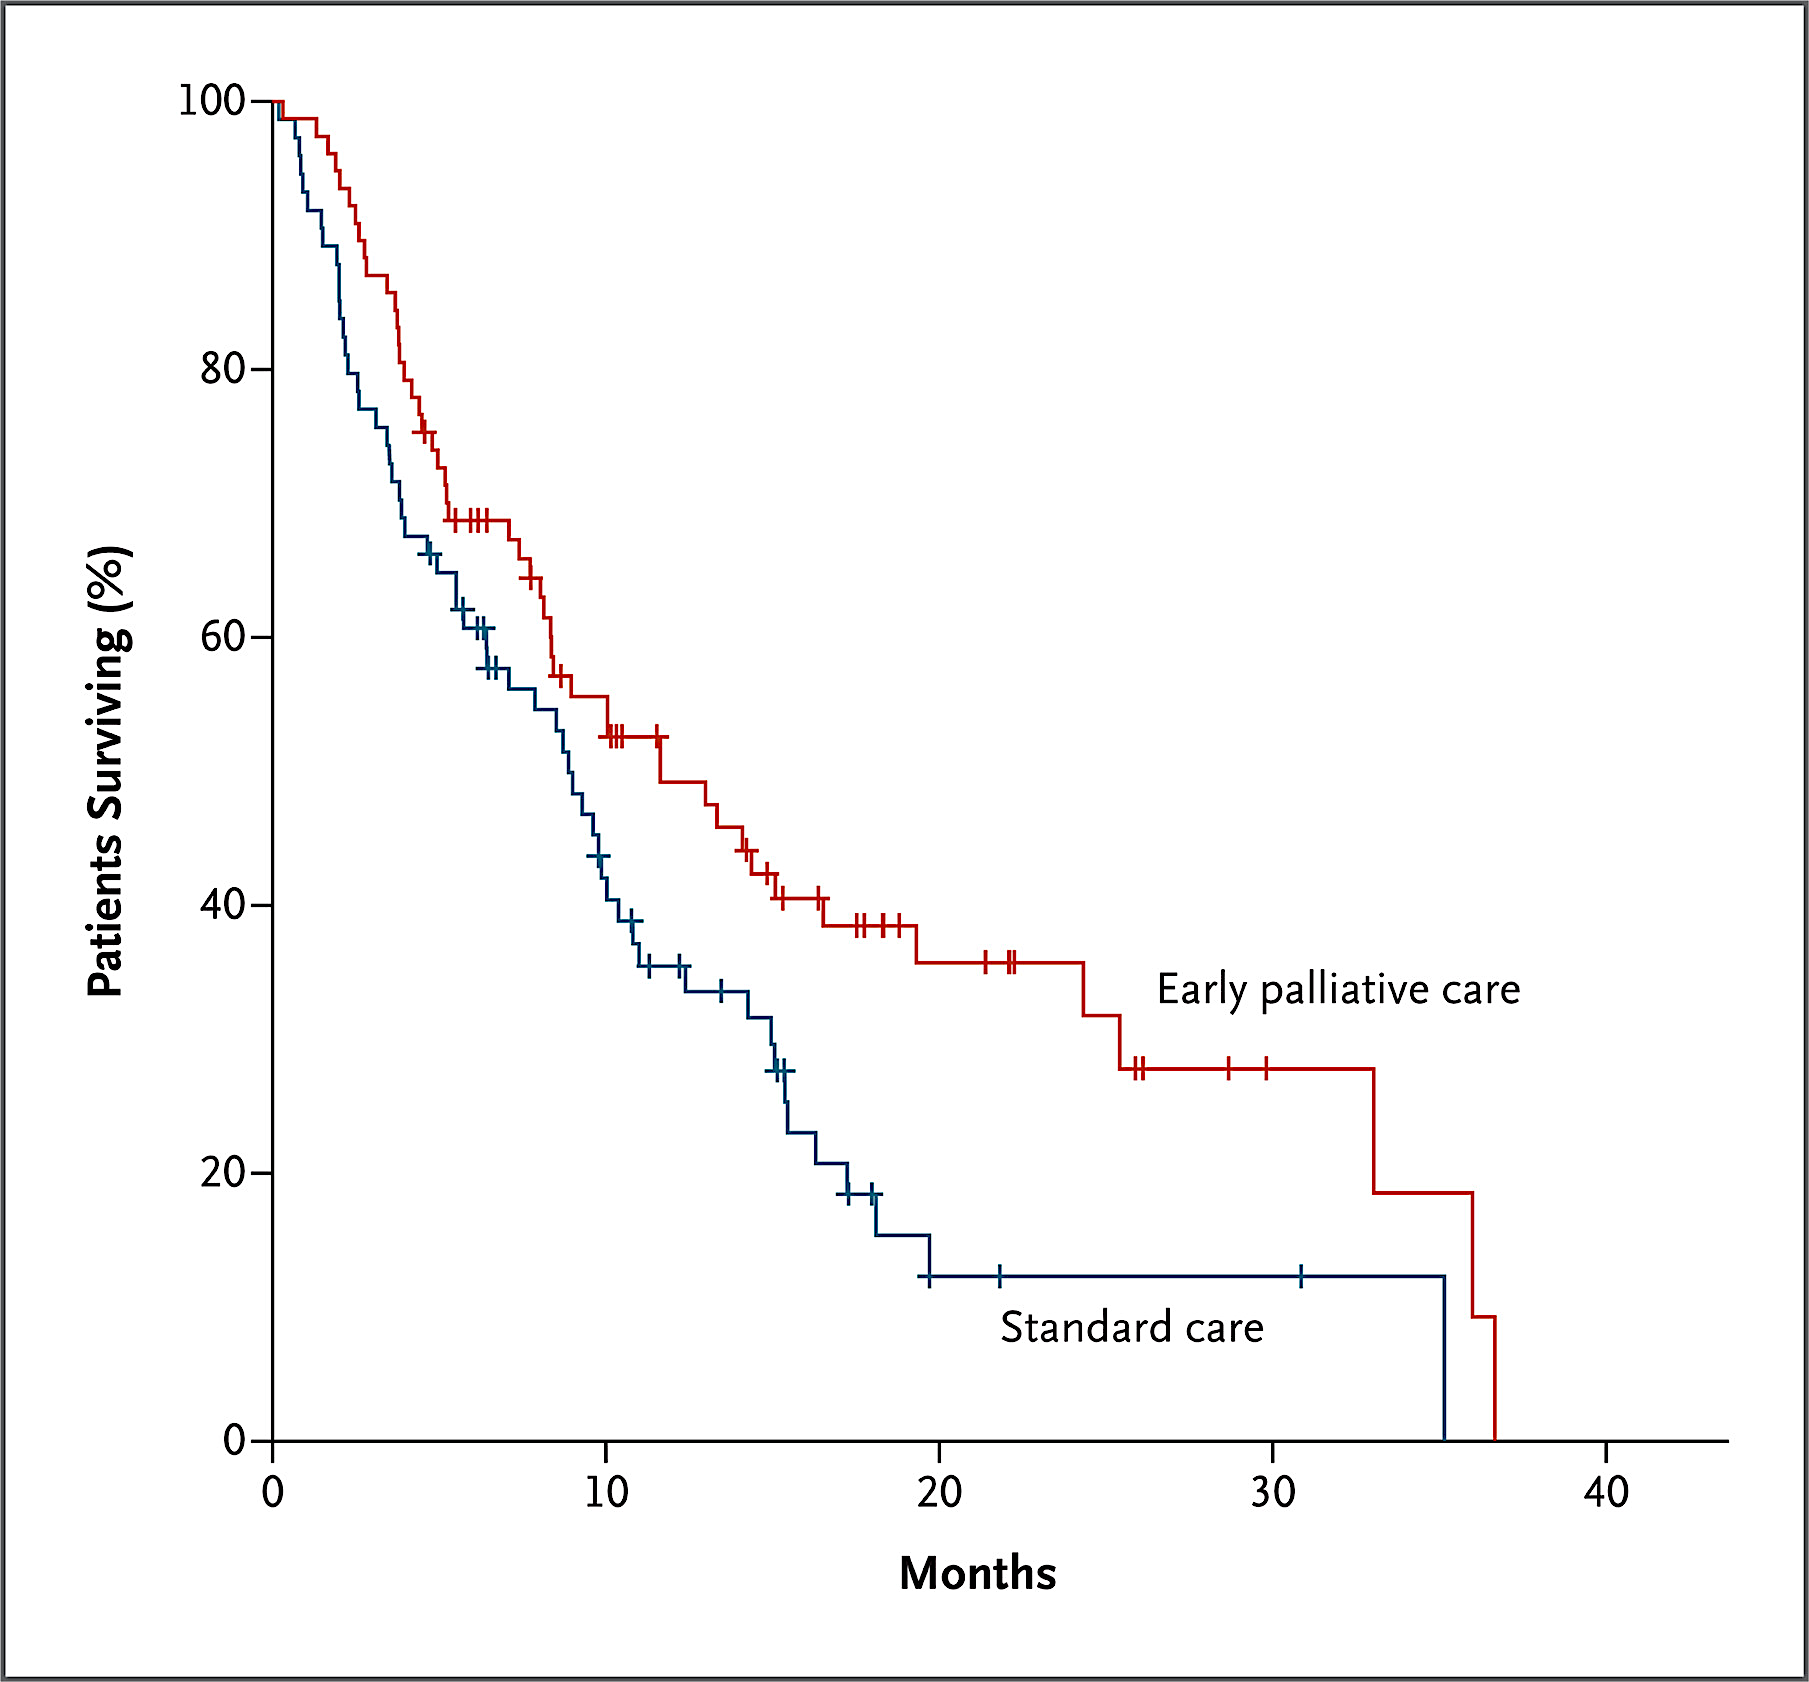 100
80
60
40
20
0
Patients Surviving (%)
Early palliative care
Standard care
0 10 20 30 40
Months